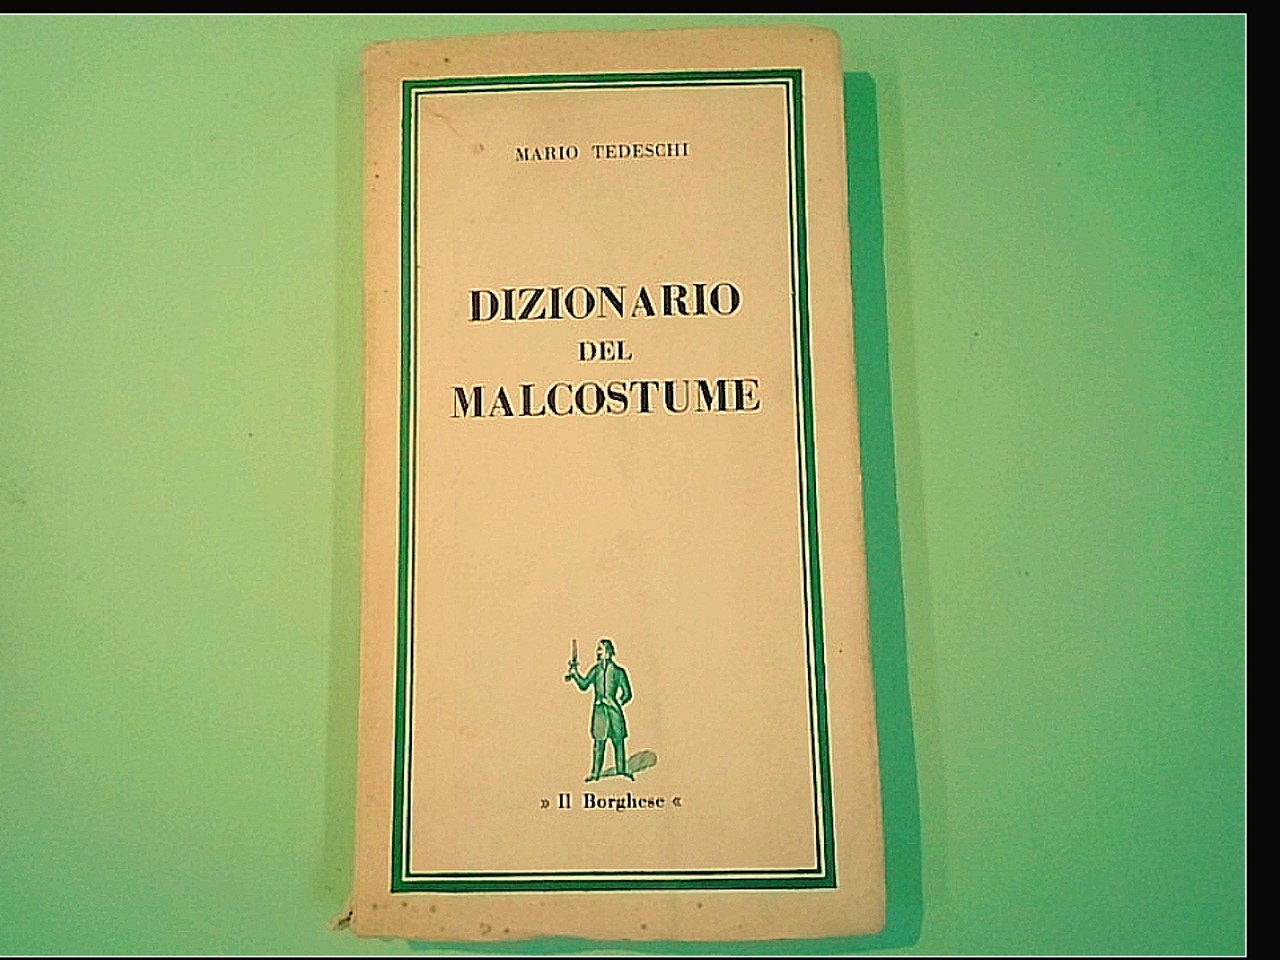 MARIO TEDESCHI
DIZIONARIO
DEL
MALCOSTUME
» Il Borghese «